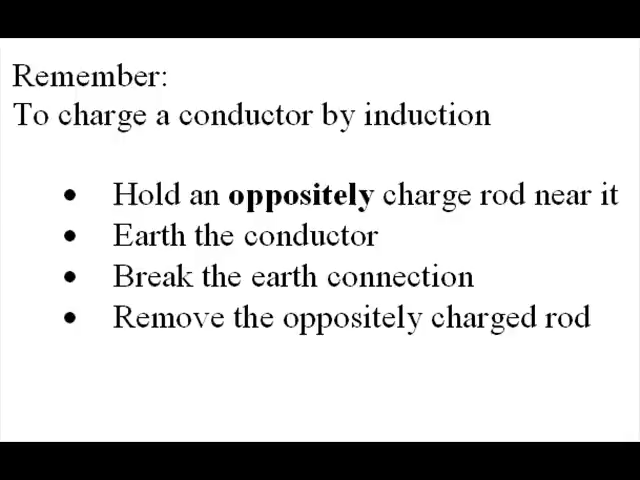 Remember:
To charge a conductor by induction
• Hold an oppositely charge rod near it
• Earth the conductor
• Break the earth connection
• Remove the oppositely charged rod